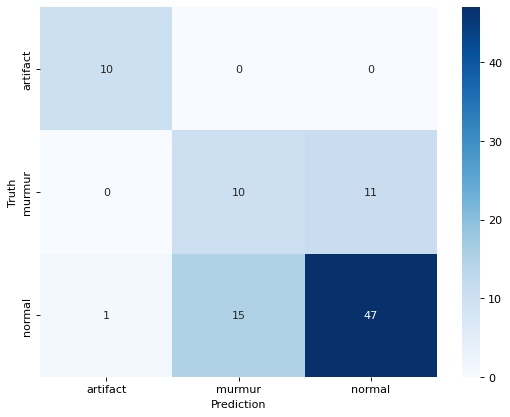 artifact
murmur
normal
Truth
10
0
0
0
10
11
1
15
47
artifact
murmur
normal
Prediction
40
30
20
10
0